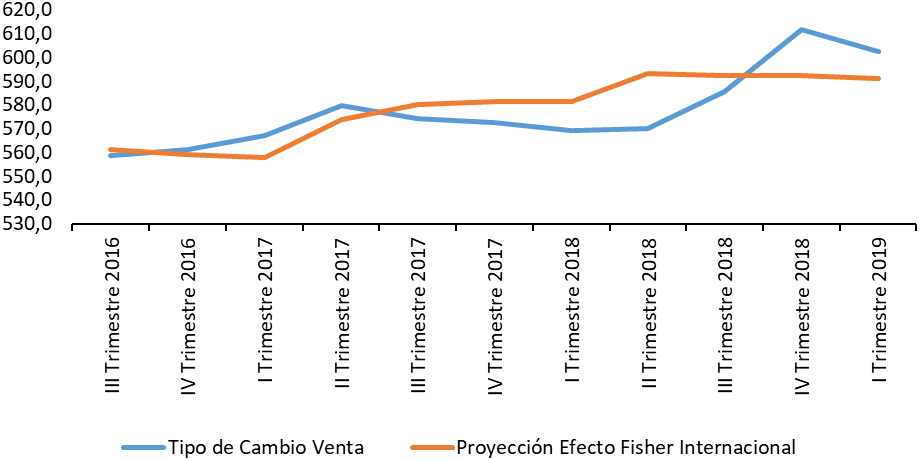 620,0
610,0
600,0
590,0
580,0
570,0
560,0
550,0
540,0
530,0
III Trimestre 2016
IV Trimestre 2016
I Trimestre 2017
II Trimestre 2017
III Trimestre 2017
IV Trimestre 2017
I Trimestre 2018
II Trimestre 2018
III Trimestre 2018
IV Trimestre 2018
I Trimestre 2019
Tipo de Cambio Venta
Proyección Efecto Fisher Internacional